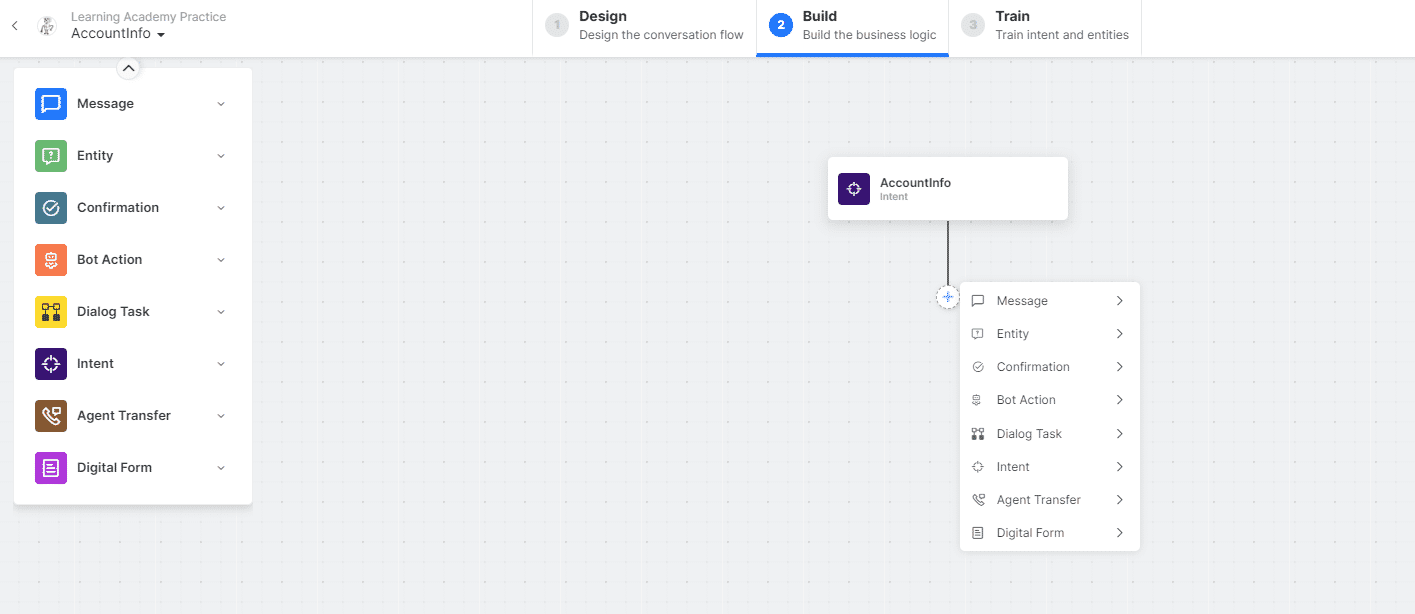 Learning Academy Practice
AccountInfo
1
Design
Design the conversation flow
2
Build
Build the business logic
3
Train
Train intent and entities
Message
Entity
Confirmation
Bot Action
Dialog Task
Intent
Agent Transfer
Digital Form
AccountInfo
Intent
Message
Entity
Confirmation
Bot Action
Dialog Task
Intent
Agent Transfer
Digital Form